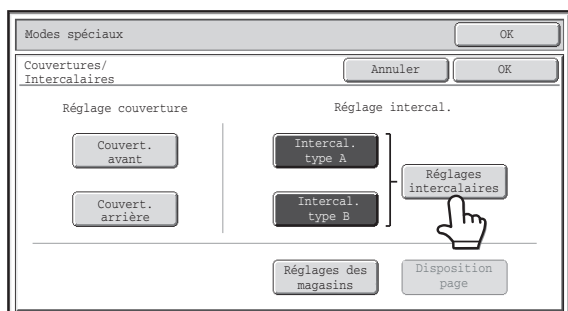 Modes spéciaux
OK
Couvertures/
Intercalaires
Annuler
OK
Réglage couverture
Réglage intercal.
Couvert.
avant
Intercal.
type A
Réglages
intercalaires
Couvert.
arrière
Intercal.
type B
Réglages des
magasins
Disposition
page